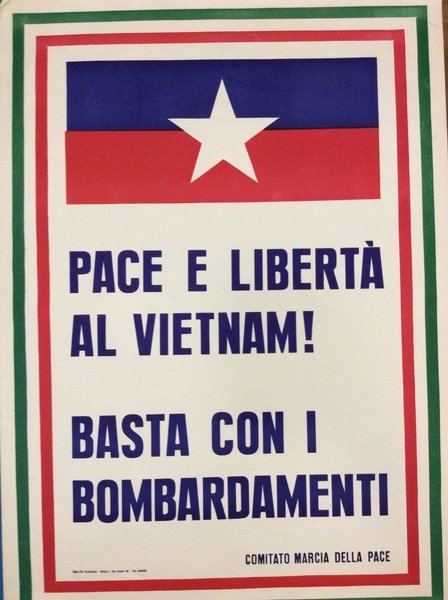 PACE E LIBERTÀ
AL VIETNAM!
BASTA CON I
BOMBARDAMENTI
COMITATO MARCIA DELLA PACE